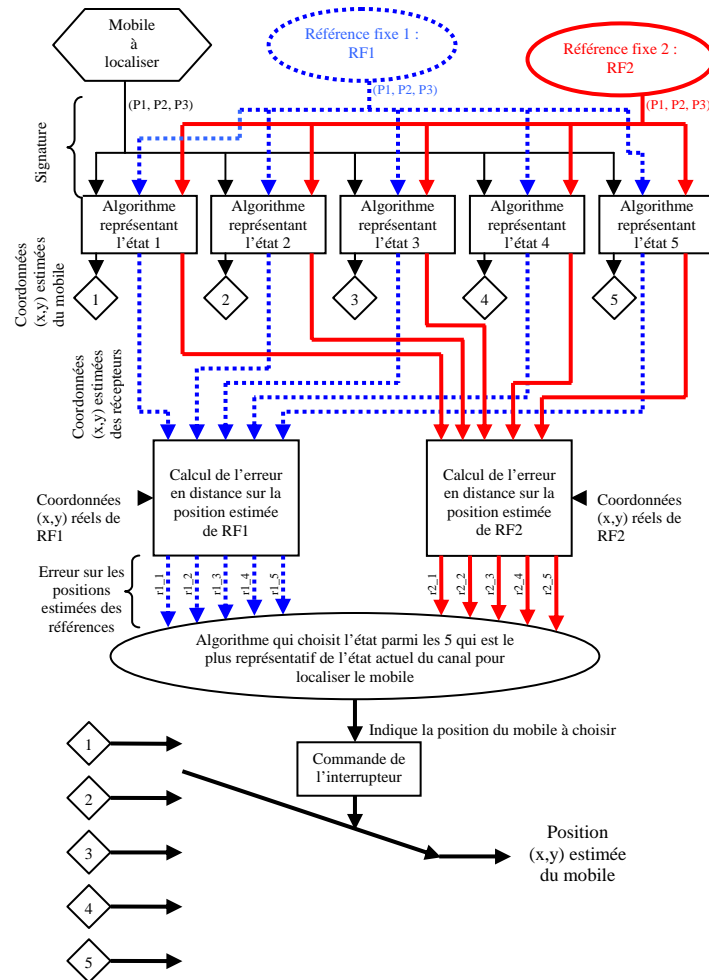 Mobile
à
localiser
Référence fixe 1 :
RF1
Référence fixe 2 :
RF2
(P1, P2, P3)
(P1, P2, P3)
(P1, P2, P3)
Signature
Algorithme
représentant
l’état 1
Algorithme
représentant
l’état 2
Algorithme
représentant
l’état 3
Algorithme
représentant
l’état 4
Algorithme
représentant
l’état 5
Coordonnées
(x,y) estimées
du mobile
1
2
3
4
5
Coordonnées
(x,y) estimées
des récepteurs
Coordonnées
(x,y) réels de
RF1
Calcul de l’erreur
en distance sur la
position estimée
de RF1
Calcul de l’erreur
en distance sur la
position estimée
de RF2
Coordonnées
(x,y) réels de
RF2
Erreur sur les
positions
estimées des
références
r1_1
r1_2
r1_3
r1_4
r1_5
r2_1
r2_2
r2_3
r2_4
r2_5
Algorithme qui choisit l’état parmi les 5 qui est le
plus représentatif de l’état actuel du canal pour
localiser le mobile
Indique la position du mobile à choisir
Commande de
l’interrupteur
1
2
3
4
5
Position
(x,y) estimée
du mobile